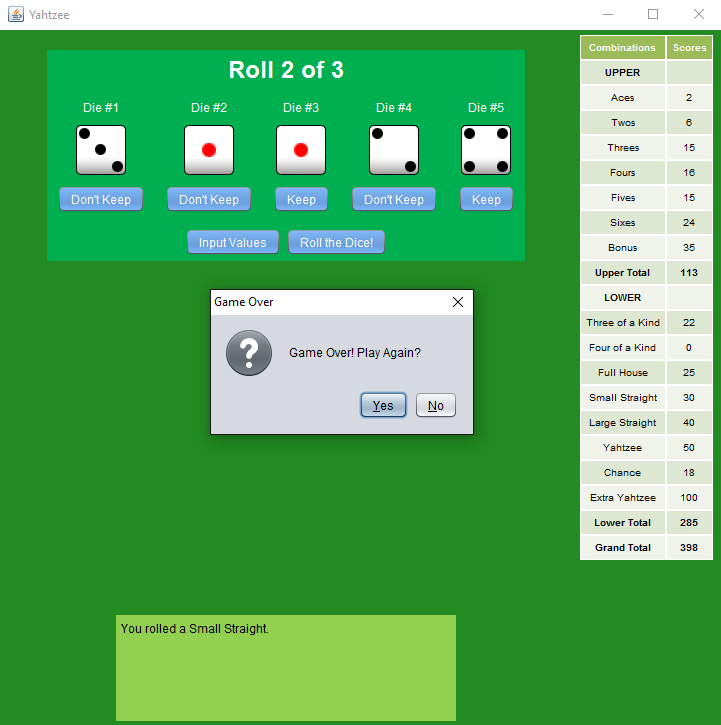 Yahtzee
Roll 2 of 3
Die #1 Die #2 Die #3 Die #4 Die #5
Don't Keep Don't Keep Keep Don't Keep Keep
Input Values Roll the Dice!
Game Over
? Game Over! Play Again?
Yes No
You rolled a Small Straight.
Combinations Scores
UPPER
Aces 2
Twos 6
Threes 15
Fours 16
Fives 15
Sixes 24
Bonus 35
Upper Total 113
LOWER
Three of a Kind 22
Four of a Kind 0
Full House 25
Small Straight 30
Large Straight 40
Yahtzee 50
Chance 18
Extra Yahtzee 100
Lower Total 285
Grand Total 398